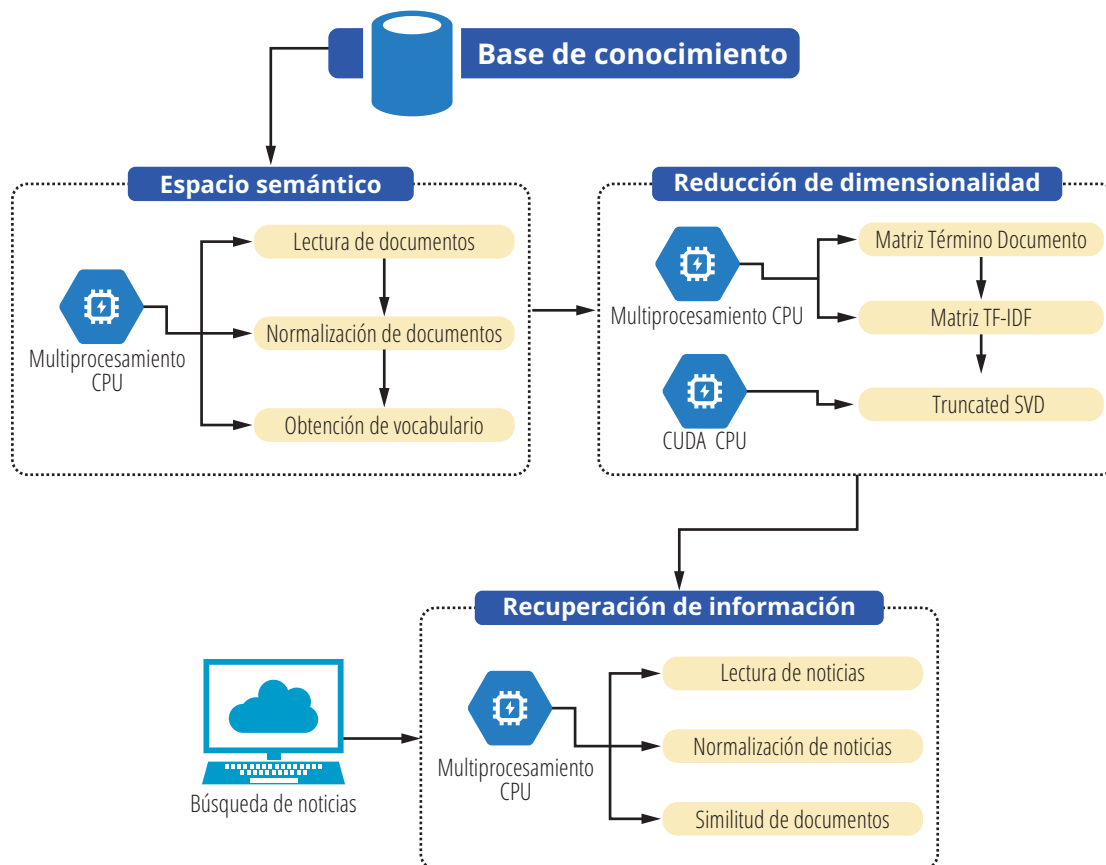 Base de conocimiento
Espacio semántico
Lectura de documentos
Normalización de documentos
Obtención de vocabulario
Multiprocesamiento
CPU
Reducción de dimensionalidad
Matriz Término Documento
Multiprocesamiento CPU
Matriz TF-IDF
Truncated SVD
CUDA CPU
Recuperación de información
Lectura de noticias
Normalización de noticias
Similitud de documentos
Multiprocesamiento
CPU
Búsqueda de noticias